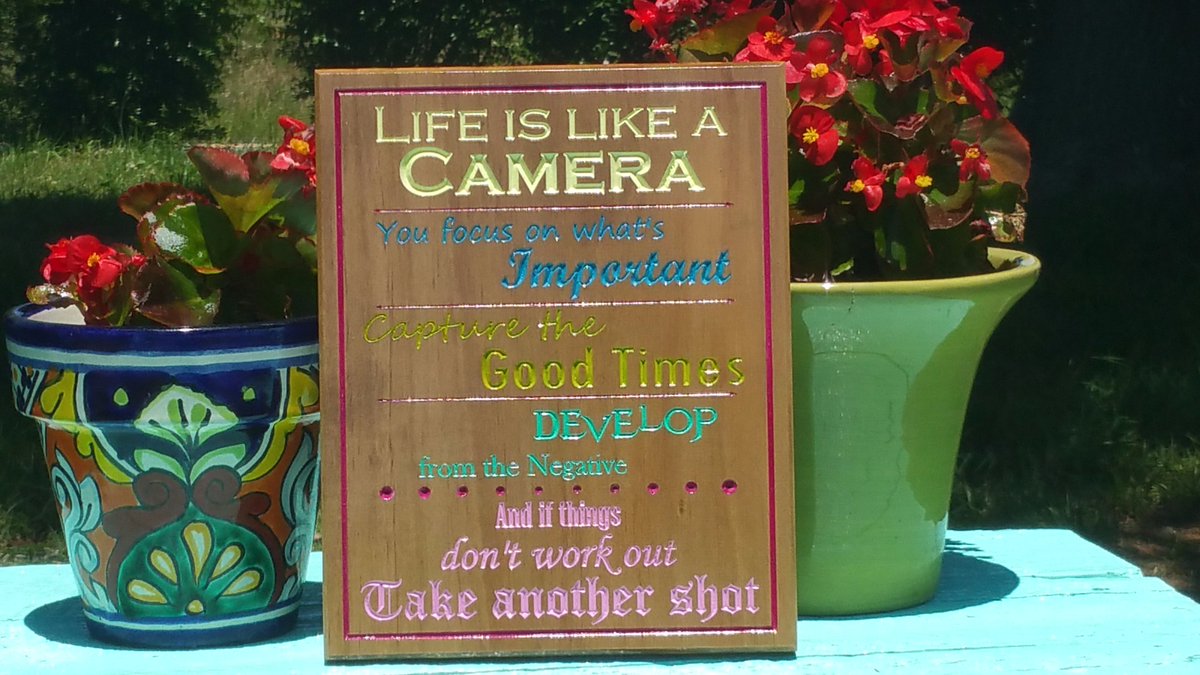 LIFE IS LIKE A
CAMERA
You focus on what's
Important
Capture the
Good Times
DEVELOP
from the Negative
And if things
don't work out
Take another shot